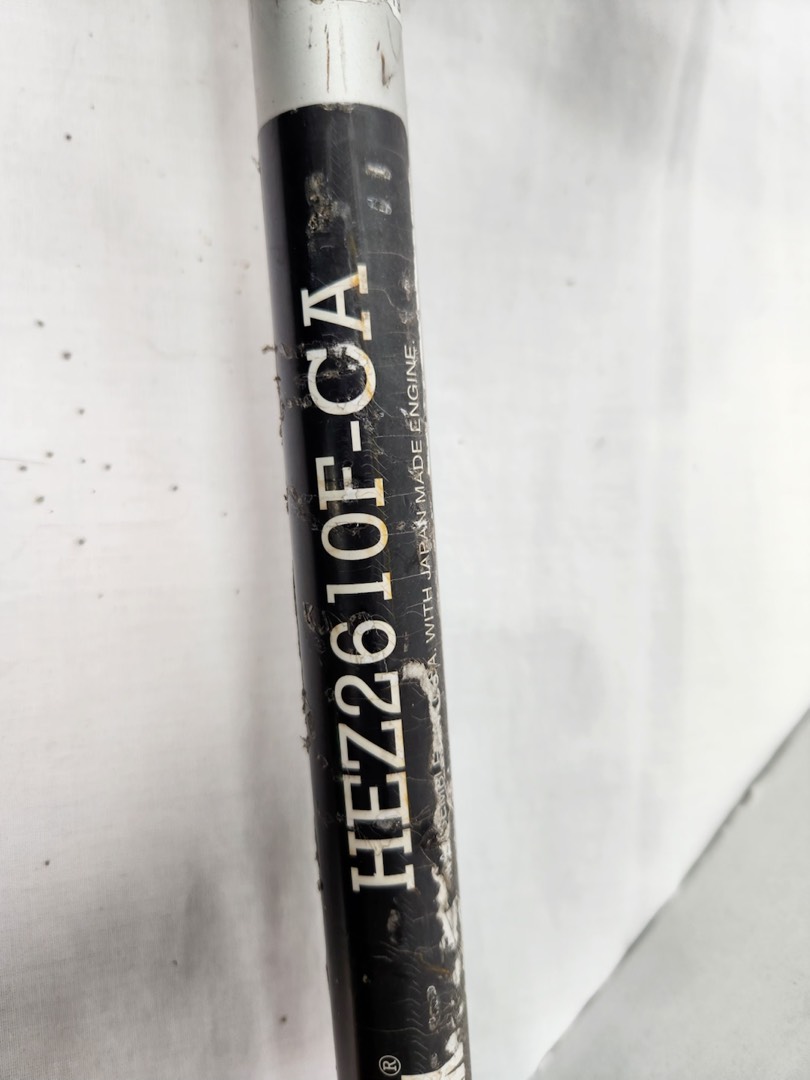 HEZ2610F-CA
WITH JAPAN MADE ENGINE.
®